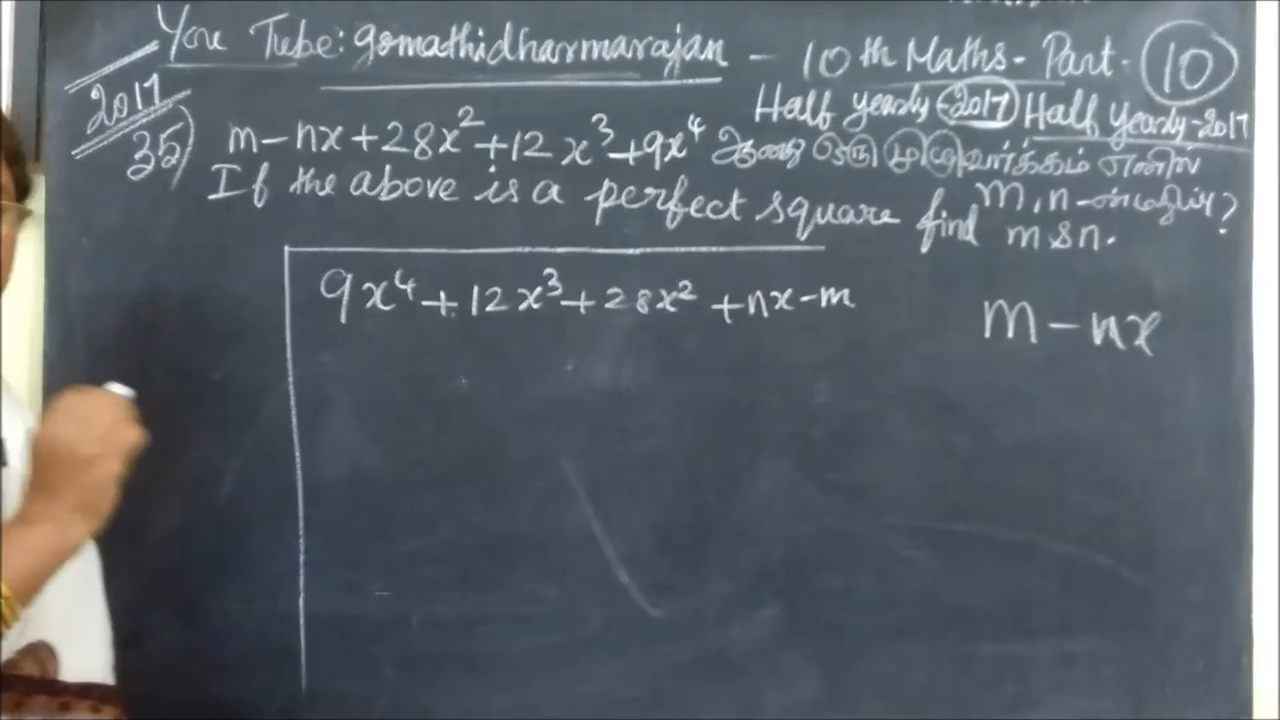 You Tube: gomathidharmarajan - 10th Maths - Part - 10
Half yearly - 2017 Half yearly - 2017
2017
35) m - nx + 28x² + 12x³ + 9x⁴ ஆனது ஒரு முழு வர்க்கம் எனில்
m, n-ன் மதிப்பு?
If the above is a perfect square find m & n.
9x⁴ + 12x³ + 28x² + nx - m
m - nx